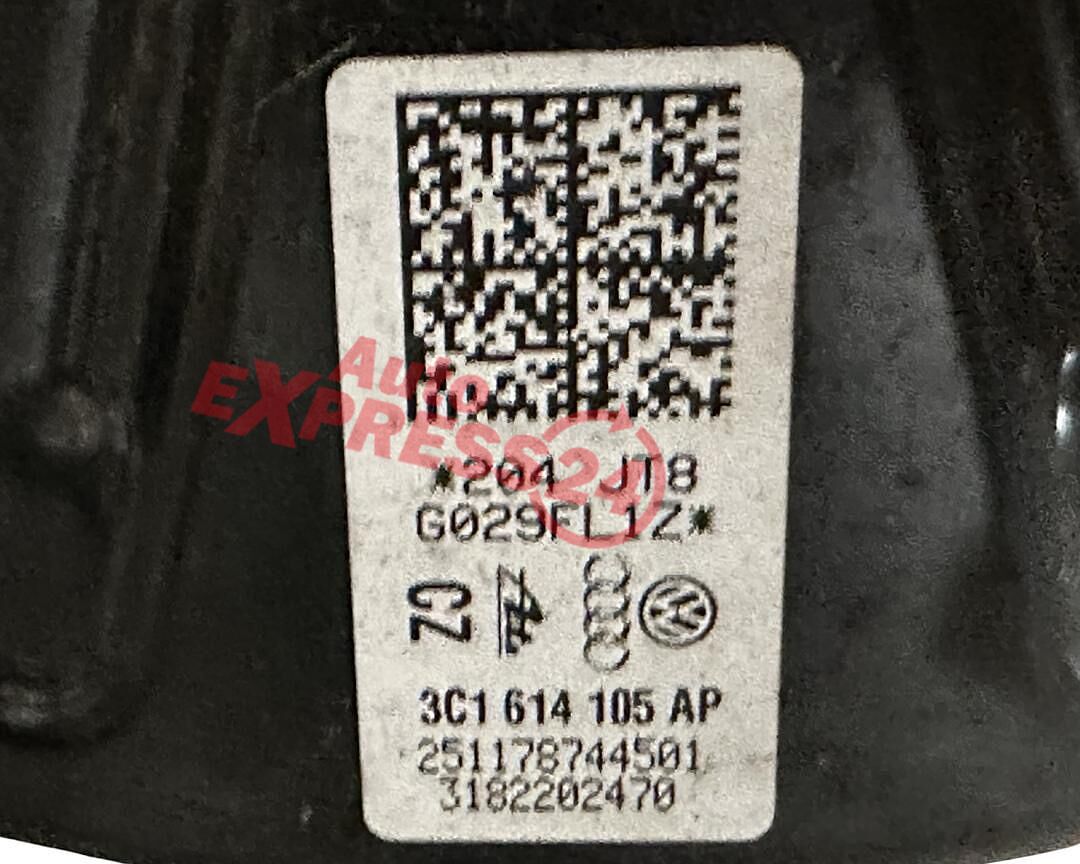 Auto
EXPRESS24
*204 JT8
G029FL1Z*
CZ
3C1 614 105 AP
251178744501
3182202470